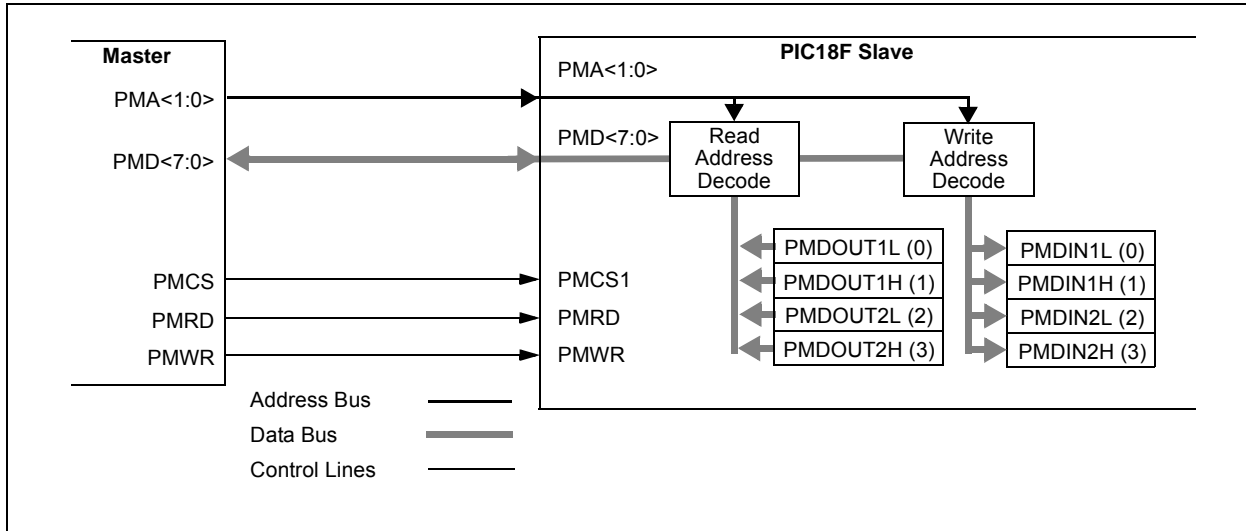 Master
PIC18F Slave
PMA<1:0>
PMA<1:0>
PMD<7:0>
PMD<7:0>
Read
Address
Decode
Write
Address
Decode
PMDOUT1L (0)
PMDOUT1H (1)
PMDOUT2L (2)
PMDOUT2H (3)
PMDIN1L (0)
PMDIN1H (1)
PMDIN2L (2)
PMDIN2H (3)
PMCS
PMCS1
PMRD
PMRD
PMWR
PMWR
Address Bus
Data Bus
Control Lines